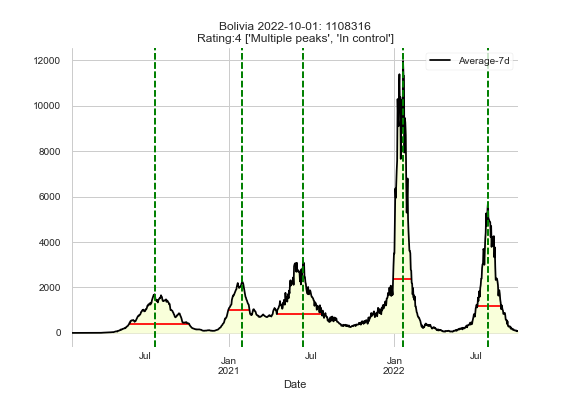 Bolivia 2022-10-01: 1108316
Rating:4 ['Multiple peaks', 'In control']
Average-7d
12000
10000
8000
6000
4000
2000
0
Jul
Jan
2021
Jul
Jan
2022
Jul
Date